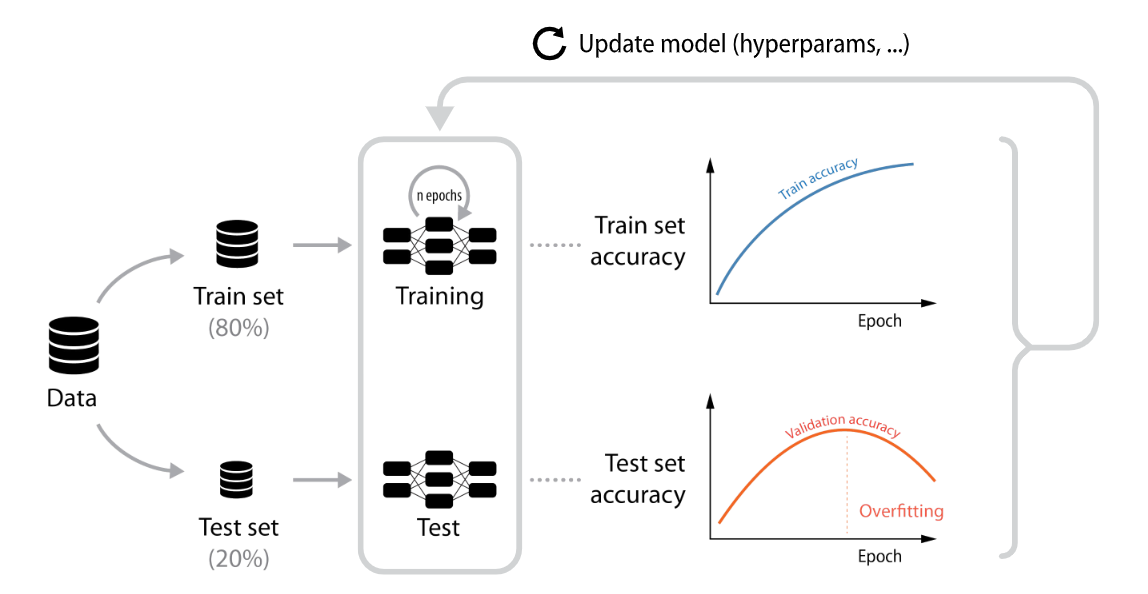 Update model (hyperparams, ...)
n epochs
Train set
(80%)
Training
Train set
accuracy
Train accuracy
Epoch
Data
Test set
(20%)
Test
Test set
accuracy
Validation accuracy
Overfitting
Epoch